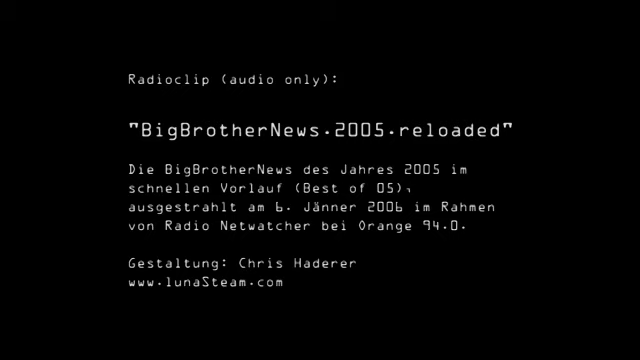 Radioclip (audio only):
"BigBrotherNews.2005.reloaded"
Die BigBrotherNews des Jahres 2005 im
schnellen Vorlauf (Best of 05),
ausgestrahlt am 6. Jänner 2006 im Rahmen
von Radio Netwatcher bei Orange 94.0.
Gestaltung: Chris Haderer
www.lunaSteam.com